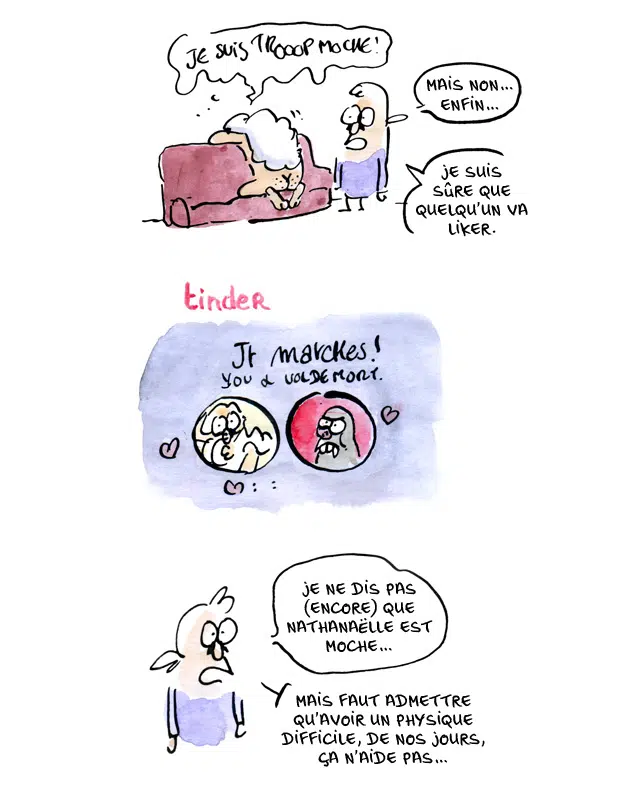 JE SUIS TROOOP MOCHE!
MAIS NON...
ENFIN...
JE SUIS
SÛRE QUE
QUELQU'UN VA
LIKER.
tinder
It marches!
YOU & VOLDEMORT.
JE NE DIS PAS
(ENCORE) QUE
NATHANAËLLE EST
MOCHE...
MAIS FAUT ADMETTRE
QU'AVOIR UN PHYSIQUE
DIFFICILE, DE NOS JOURS,
ÇA N'AIDE PAS...